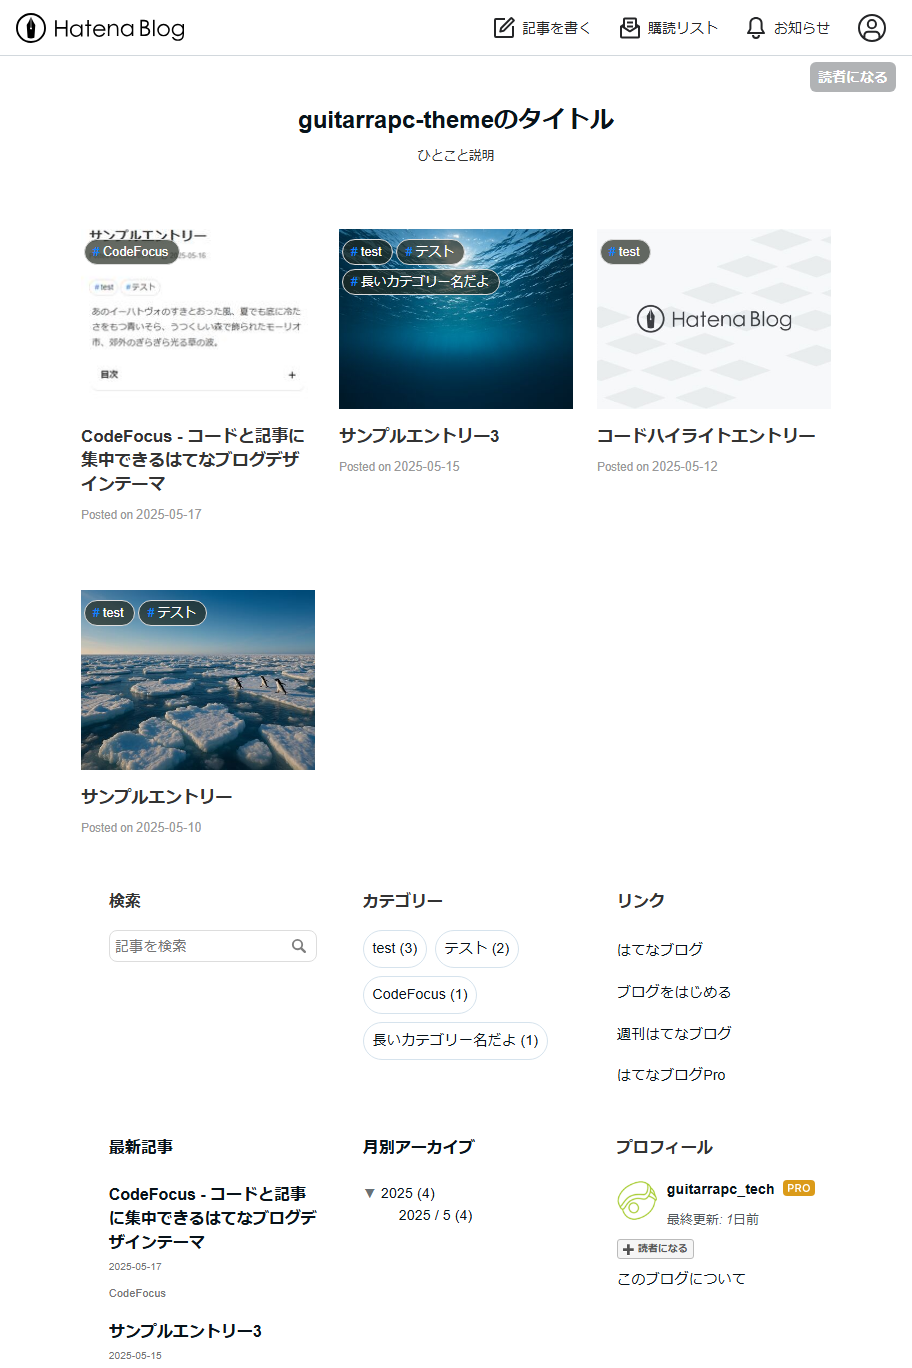 Hatena Blog
記事を書く
購読リスト
お知らせ
読者になる
guitarrapc-themeのタイトル
ひとこと説明
サンプルエントリー
# CodeFocus
2025-05-16
#test #テスト
あのイーハトヴォのすきとおった風、夏でも底に冷た
さをもつ青いそら、うつくしい森で飾られたモーリオ
市、郊外のぎらぎら光る草の波。
目次 +
# test # テスト
# 長いカテゴリー名だよ
# test
Hatena Blog
CodeFocus - コードと記事に
集中できるはてなブログデザ
インテーマ
Posted on 2025-05-17
サンプルエントリー3
Posted on 2025-05-15
コードハイライトエントリー
Posted on 2025-05-12
# test # テスト
サンプルエントリー
Posted on 2025-05-10
検索
記事を検索
カテゴリー
test (3) テスト (2)
CodeFocus (1)
長いカテゴリー名だよ (1)
リンク
はてなブログ
ブログをはじめる
週刊はてなブログ
はてなブログPro
最新記事
CodeFocus - コードと記事
に集中できるはてなブログデ
ザインテーマ
2025-05-17
CodeFocus
サンプルエントリー3
2025-05-15
月別アーカイブ
▼ 2025 (4)
2025 / 5 (4)
プロフィール
guitarrapc_tech PRO
最終更新: 1日前
+ 読者になる
このブログについて